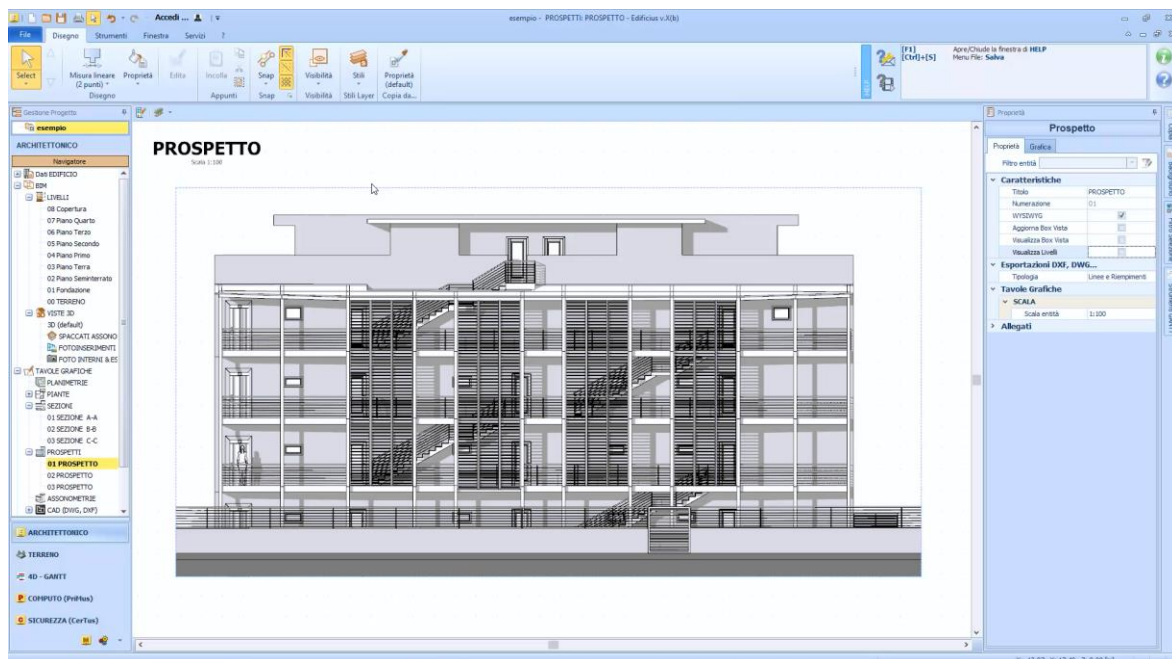 Accedi ...
esempio - PROSPETTI: PROSPETTO - Edificius v.X(b)
File Disegno Strumenti Finestra Servizi ?
Select
Misura lineare (2 punti)
Proprietà
Edita
Incolla
Snap
Visibilità
Stili
Proprietà (default)
Disegno Appunti Snap Visibilità Stili Layer Copia da...
HELP
[F1] Apre/Chiude la finestra di HELP
[Ctrl]+[S] Menu File: Salva
Gestione Progetto
esempio
ARCHITETTONICO
Navigatore
Dati EDIFICIO
BIM
LIVELLI
08 Copertura
07 Piano Quarto
06 Piano Terzo
05 Piano Secondo
04 Piano Primo
03 Piano Terra
02 Piano Seminterrato
01 Fondazione
00 TERRENO
VISTE 3D
3D (default)
SPACCATI ASSONO
FOTOINSERIMENTI
FOTO INTERNI & ES
TAVOLE GRAFICHE
PLANIMETRIE
PIANTE
SEZIONI
01 SEZIONE A-A
02 SEZIONE B-B
03 SEZIONE C-C
PROSPETTI
01 PROSPETTO
02 PROSPETTO
03 PROSPETTO
ASSONOMETRIE
CAD (DWG, DXF)
ARCHITETTONICO
TERRENO
4D - GANTT
COMPUTO (PriMus)
SICUREZZA (CerTus)
PROSPETTO
Scala 1:100
Proprietà
Prospetto
Proprietà Grafica
Filtro entità
Caratteristiche
Titolo PROSPETTO
Numerazione 01
WYSIWYG
Aggiorna Box Vista
Visualizza Box Vista
Visualizza Livelli
Esportazioni DXF, DWG...
Tipologia Linee e Riempimenti
Tavole Grafiche
SCALA
Scala entità 1:100
Allegati